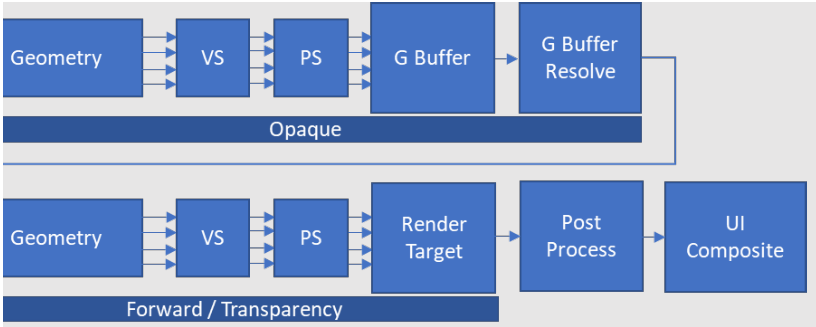 Geometry
VS
PS
G Buffer
G Buffer
Resolve
Opaque
Geometry
VS
PS
Render
Target
Post
Process
UI
Composite
Forward / Transparency